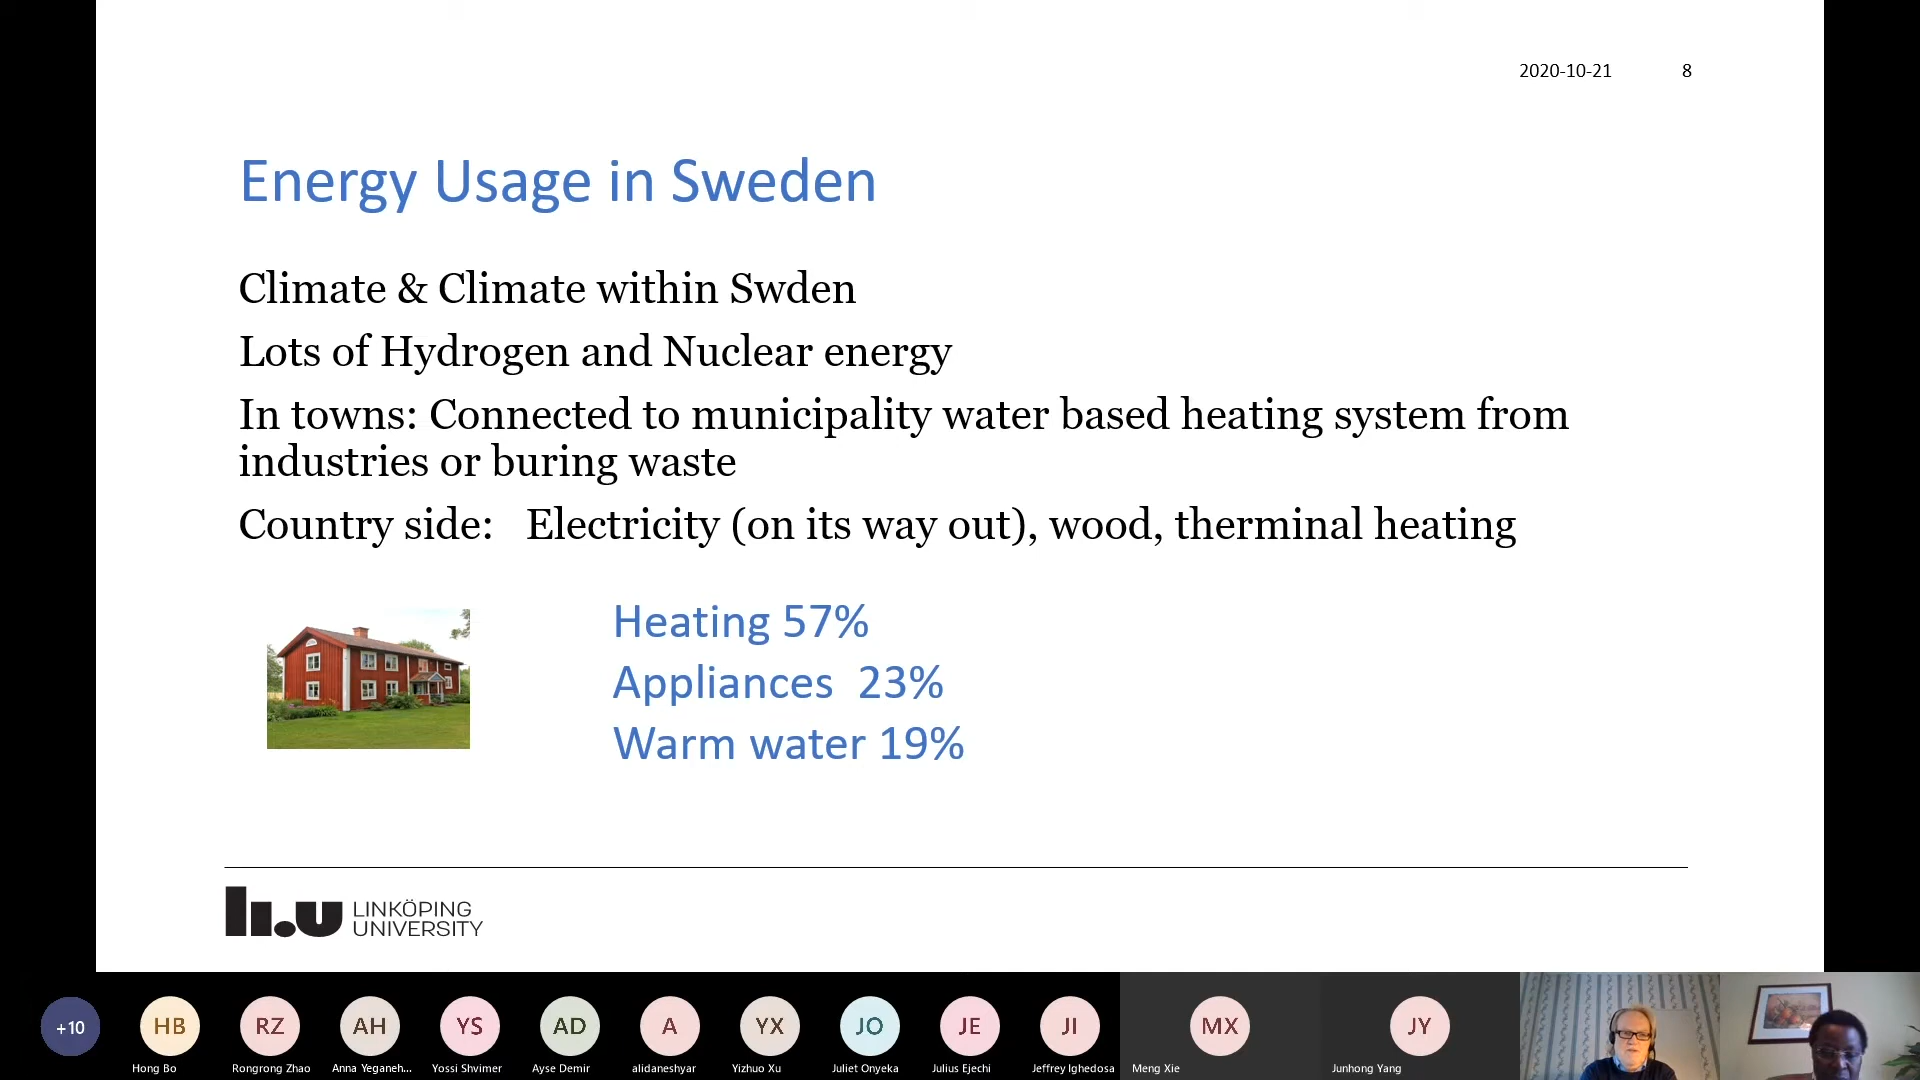 2020-10-21 8
Energy Usage in Sweden
Climate & Climate within Swden
Lots of Hydrogen and Nuclear energy
In towns: Connected to municipality water based heating system from
industries or buring waste
Country side: Electricity (on its way out), wood, therminal heating
Heating 57%
Appliances 23%
Warm water 19%
li.u LINKÖPING
UNIVERSITY
+10 HB RZ AH YS AD A YX JO JE JI MX JY
Hong Bo Rongrong Zhao Anna Yeganeh... Yossi Shvimer Ayse Demir alidaneshyar Yizhuo Xu Juliet Onyeka Julius Ejechi Jeffrey Ighedosa Meng Xie Junhong Yang